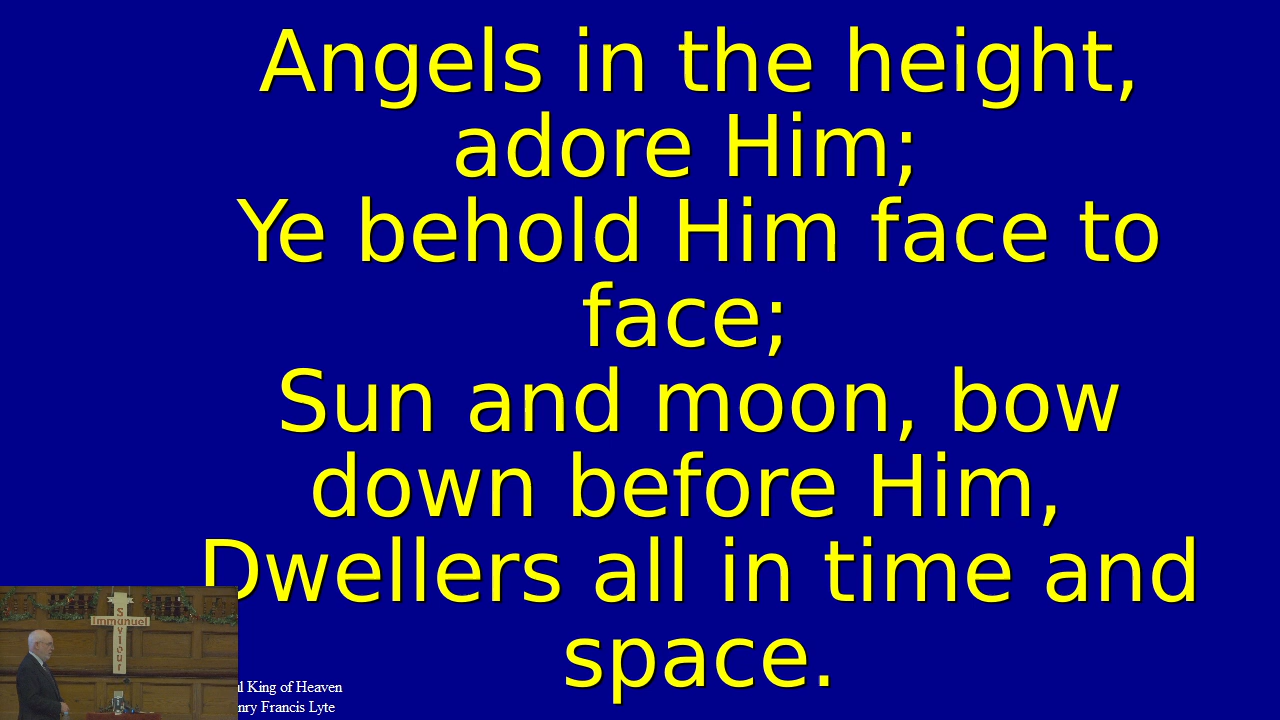 Angels in the height,
adore Him;
Ye behold Him face to
face;
Sun and moon, bow
down before Him,
Dwellers all in time and
space.
Saviour
Immanuel
King of Heaven
Francis Lyte